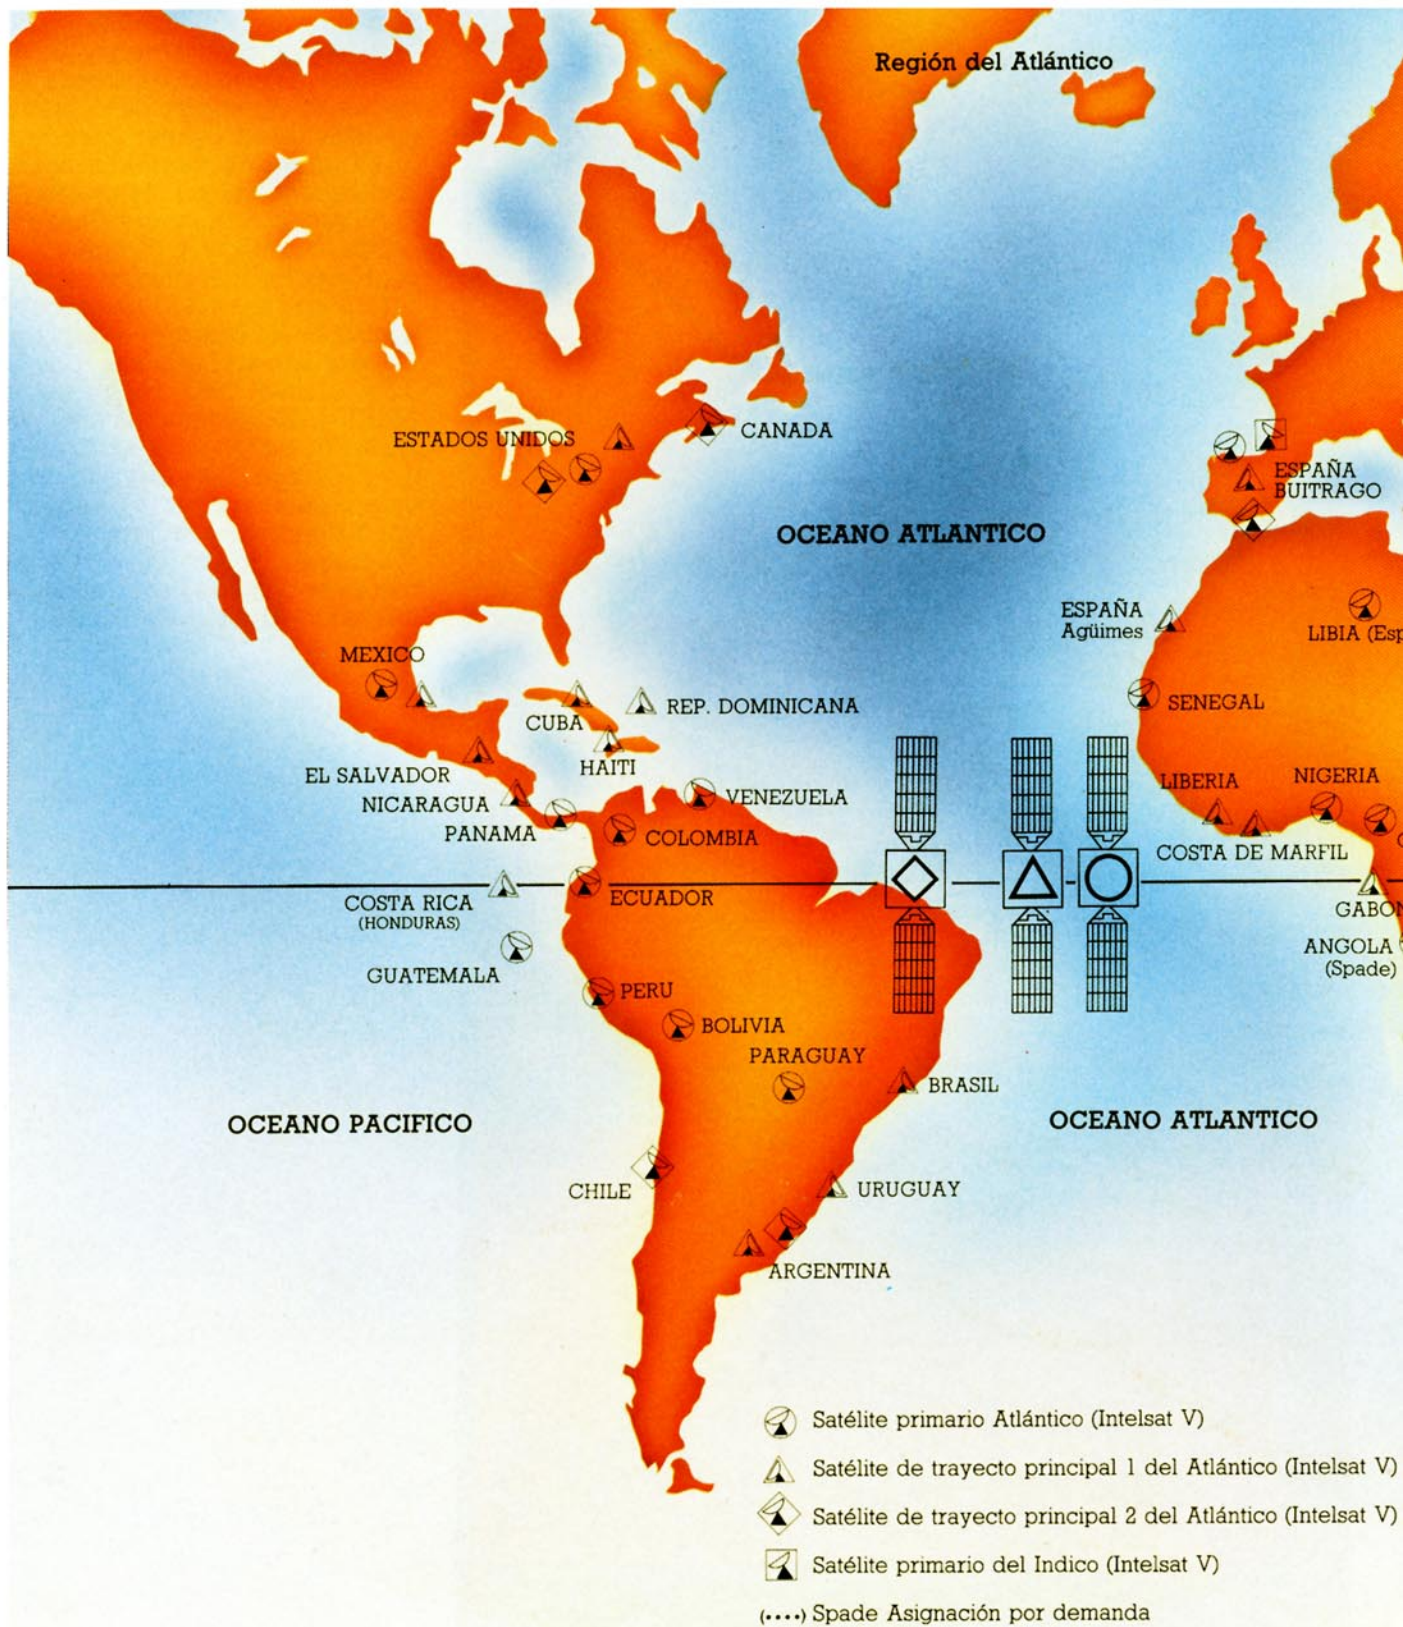 Región del Atlántico
ESTADOS UNIDOS
CANADA
ESPAÑA
BUITRAGO
OCEANO ATLANTICO
ESPAÑA
Agüimes
LIBIA (Esp
MEXICO
SENEGAL
CUBA
REP. DOMINICANA
HAITI
EL SALVADOR
NICARAGUA
PANAMA
VENEZUELA
COLOMBIA
LIBERIA
NIGERIA
COSTA DE MARFIL
COSTA RICA
(HONDURAS)
ECUADOR
GABON
GUATEMALA
ANGOLA
(Spade)
PERU
BOLIVIA
PARAGUAY
BRASIL
OCEANO PACIFICO
OCEANO ATLANTICO
CHILE
URUGUAY
ARGENTINA
Satélite primario Atlántico (Intelsat V)
Satélite de trayecto principal 1 del Atlántico (Intelsat V)
Satélite de trayecto principal 2 del Atlántico (Intelsat V)
Satélite primario del Indico (Intelsat V)
(····) Spade Asignación por demanda